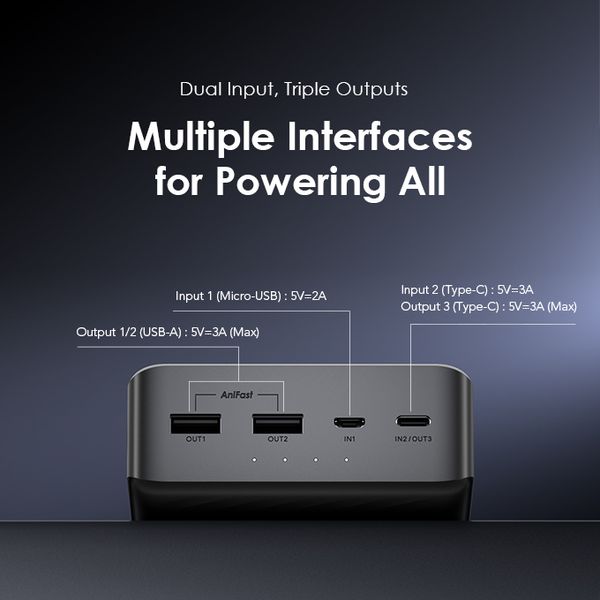 Dual Input, Triple Outputs
Multiple Interfaces
for Powering All
Input 2 (Type-C) : 5V=3A
Output 3 (Type-C) : 5V=3A (Max)
Input 1 (Micro-USB) : 5V=2A
Output 1/2 (USB-A) : 5V=3A (Max)
AniFast
OUT1
OUT2
IN1
IN2/OUT3